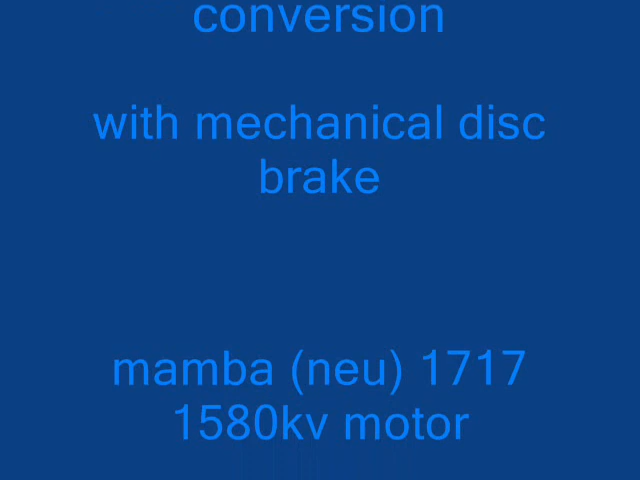 conversion
with mechanical disc
brake
mamba (neu) 1717
1580kv motor